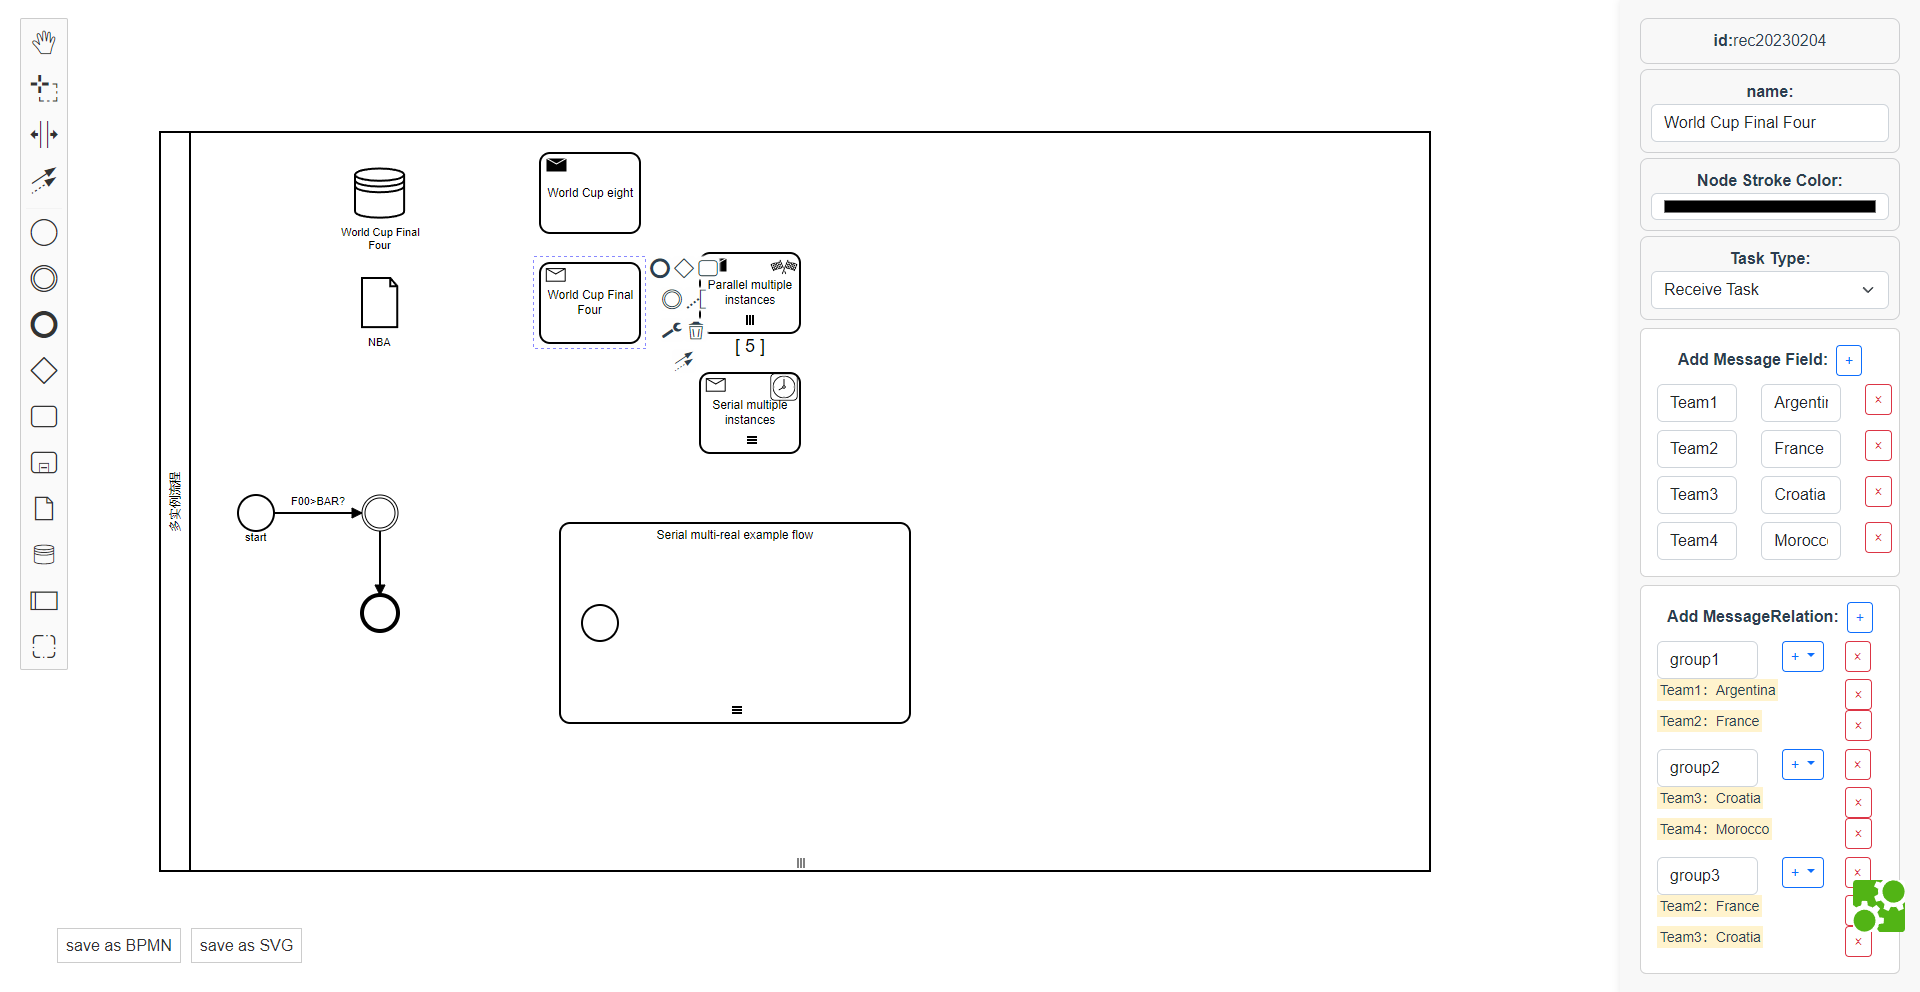 World Cup Final
Four
NBA
World Cup eight
World Cup Final
Four
Parallel multiple
instances
[ 5 ]
Serial multiple
instances
多实例流程
F00>BAR?
start
Serial multi-real example flow
save as BPMN
save as SVG
id:rec20230204
name:
World Cup Final Four
Node Stroke Color:
Task Type:
Receive Task
Add Message Field: +
Team1 Argentin x
Team2 France x
Team3 Croatia x
Team4 Morocc x
Add MessageRelation: +
group1 + x
Team1: Argentina x
Team2: France x
group2 + x
Team3: Croatia x
Team4: Morocco x
group3 + x
Team2: France
Team3: Croatia x